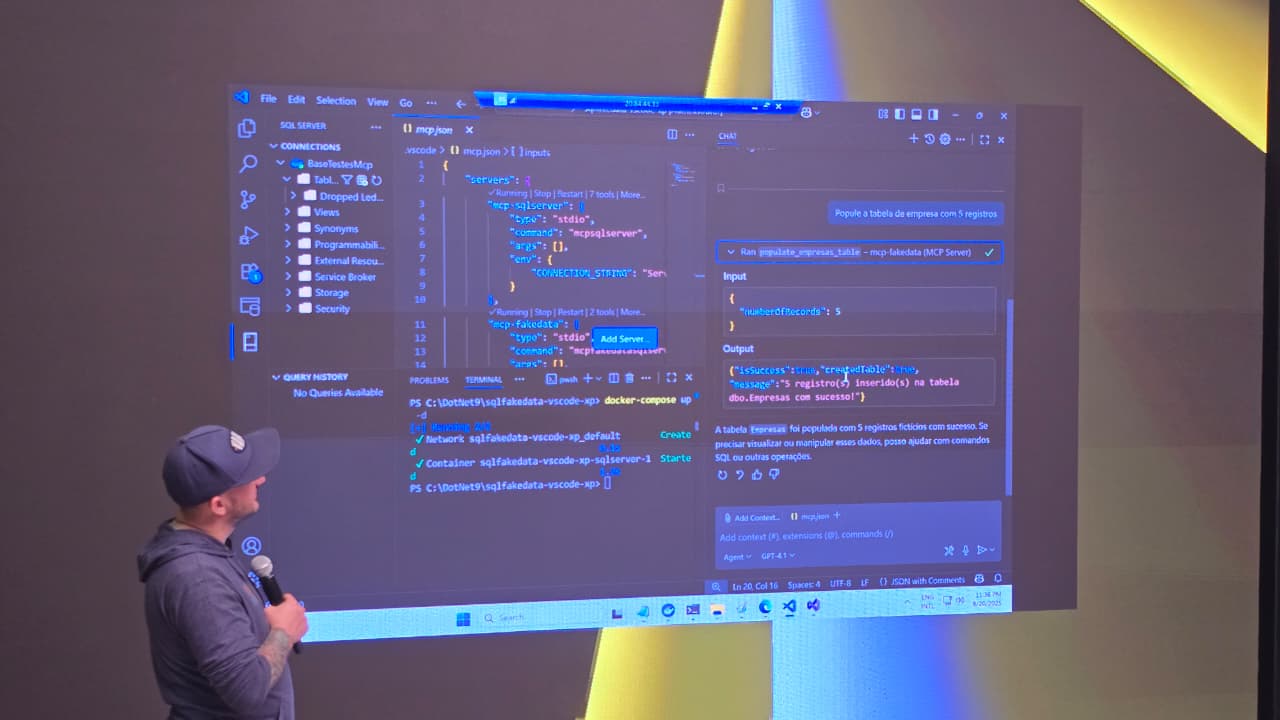 File Edit Selection View Go ...
20.84.44.33
SQL SERVER ...
CONNECTIONS
BaseTestesMcp
Tabl...
Dropped Led...
Views
Synonyms
Programmabili...
External Resou...
Service Broker
Storage
Security
QUERY HISTORY
No Queries Available
{} mcp.json
.vscode > {} mcp.json > [ ] inputs
1 {
2 "servers": {
✓Running | Stop | Restart | 7 tools | More...
3 "mcp-sqlserver": {
4 "type": "stdio",
5 "command": "mcpsqlserver",
6 "args": [],
7 "env": {
8 "CONNECTION_STRING": "Serv
9 }
10 },
✓Running | Stop | Restart | 2 tools | More...
11 "mcp-fakedata": {
12 "type": "stdio",
13 "command": "mcpfakedatasqlserv
14 "args": [],
Add Server...
PROBLEMS TERMINAL ... pwsh
PS C:\DotNet9\sqlfakedata-vscode-xp> docker-compose up
-d
✓Network sqlfakedata-vscode-xp_default Create
d
✓Container sqlfakedata-vscode-xp-sqlserver-1 Starte
d
PS C:\DotNet9\sqlfakedata-vscode-xp>
CHAT
Popule a tabela de empresa com 5 registros
Ran populate_empresas_table – mcp-fakedata (MCP Server) ✓
Input
{
"numberOfRecords": 5
}
Output
{"isSuccess":true,"createdTable":true,
"message":"5 registro(s) inserido(s) na tabela
dbo.Empresas com sucesso!"}
A tabela Empresas foi populada com 5 registros fictícios com sucesso. Se
precisar visualizar ou manipular esses dados, posso ajudar com comandos
SQL ou outras operações.
Add Context... {} mcp.json +
Add context (#), extensions (@), commands (/)
Agent GPT-4.1
Ln 20, Col 16 Spaces: 4 UTF-8 LF {} JSON with Comments
Search
ENG
INTL
11:36 PM
8/20/2025